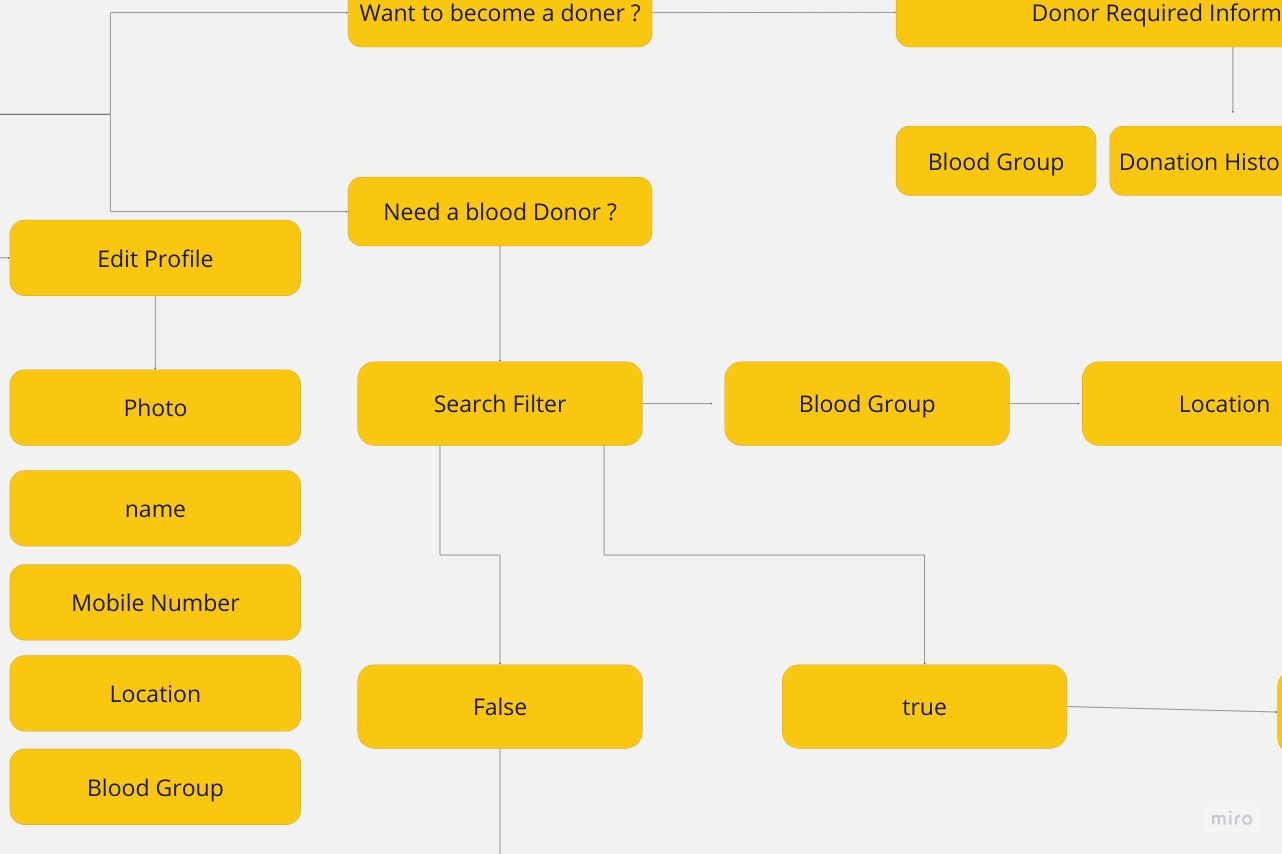 Want to become a doner ?
Donor Required Inform
Blood Group
Donation Histo
Need a blood Donor ?
Edit Profile
Search Filter
Blood Group
Location
Photo
name
Mobile Number
Location
False
true
Blood Group
miro